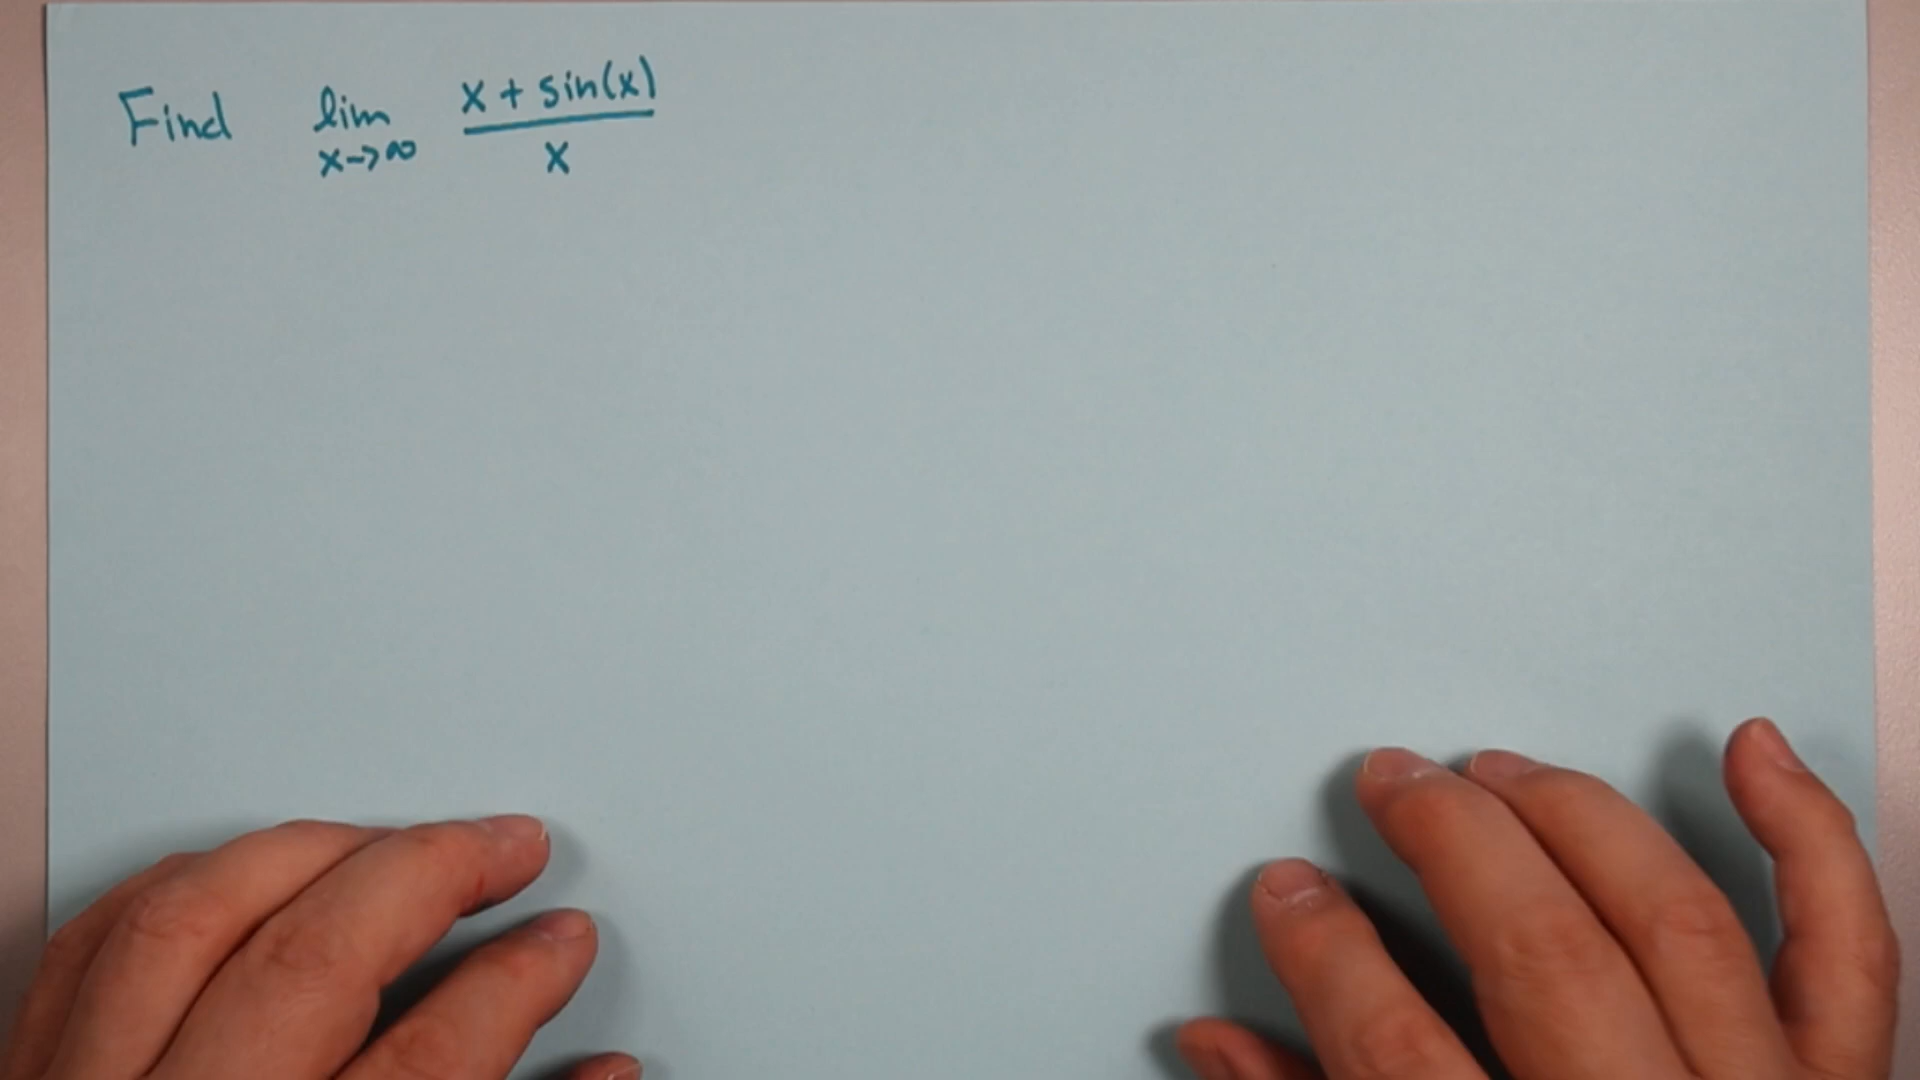 Find lim x→∞ x + sin(x)
x